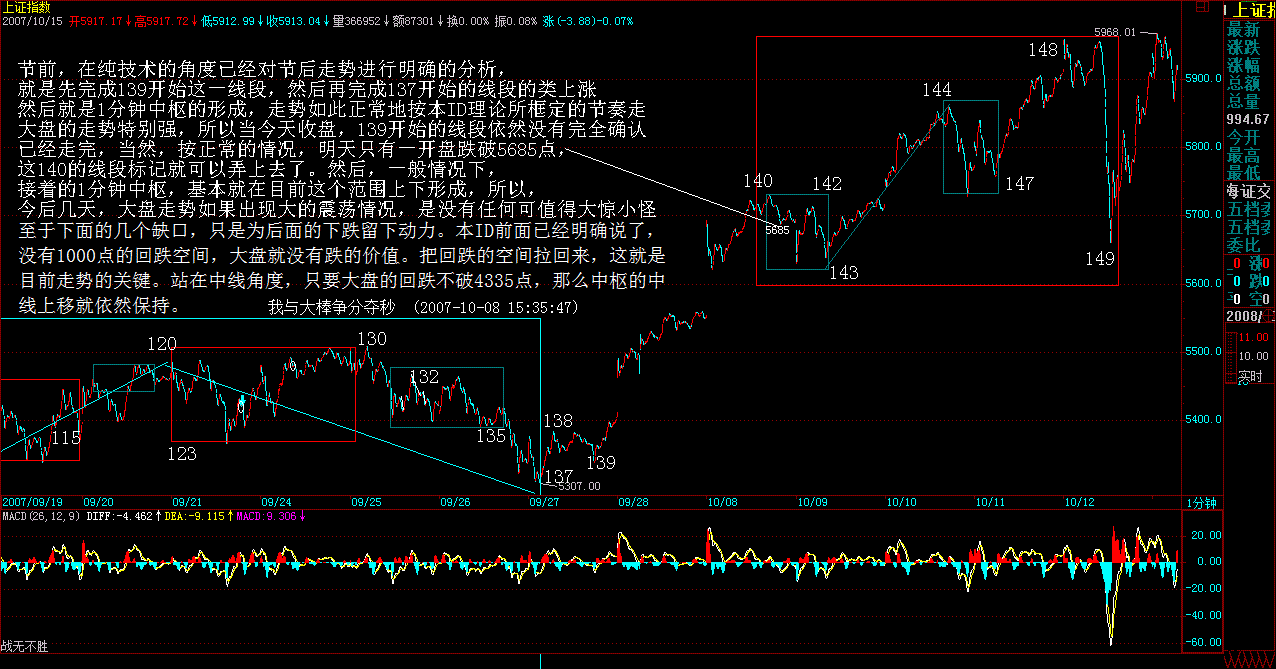 上证指数
2007/10/15 开5917.17↓高5917.72↓低5912.99↓收5913.04↓量366952↓额87301↓换0.00% 振0.08% 涨(-3.88)-0.07%
节前，在纯技术的角度已经对节后走势进行明确的分析，
就是先完成139开始这一线段，然后再完成137开始的线段的类上涨
然后就是1分钟中枢的形成，走势如此正常地按本ID理论所框定的节奏走
大盘的走势特别强，所以当今天收盘，139开始的线段依然没有完全确认
已经走完，当然，按正常的情况，明天只有一开盘跌破5685点，
这140的线段标记就可以弄上去了。然后，一般情况下，
接着的1分钟中枢，基本就在目前这个范围上下形成，所以，
今后几天，大盘走势如果出现大的震荡情况，是没有任何可值得大惊小怪
至于下面的几个缺口，只是为后面的下跌留下动力。本ID前面已经明确说了，
没有1000点的回跌空间，大盘就没有跌的价值。把回跌的空间拉回来，这就是
目前走势的关键。站在中线角度，只要大盘的回跌不破4335点，那么中枢的中
线上移就依然保持。
我与大棒争分夺秒 (2007-10-08 15:35:47)
5968.01
148
144
147
140
142
5685
143
149
120
130
132
115
123
135
138
137
139
5307.00
5900.0
5800.0
5700.0
5600.0
5500.0
5400.0
2007/09/19 09/20 09/21 09/24 09/25 09/26 09/27 09/28 10/08 10/09 10/10 10/11 10/12 1分钟
MACD(26,12,9) DIFF:-4.462↑DEA:-9.115↑MACD:9.306↓
20.00
0.00
-20.00
-40.00
-60.00
战无不胜
上证指
最新
涨跌
涨幅
总额
总量
994.67
今开
最高
最低
海证交
五档
五档
委比
0 涨0
0 跌0
0 空0
2008/
11.00
10.00
实时